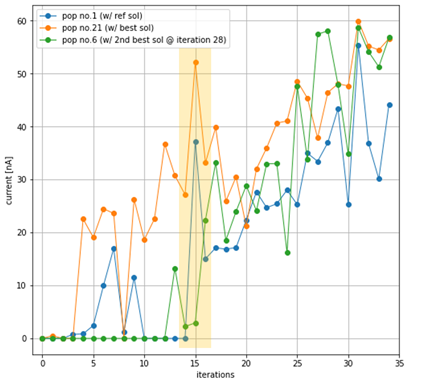 pop no.1 (w/ ref sol)
pop no.21 (w/ best sol)
pop no.6 (w/ 2nd best sol @ iteration 28)
60
50
40
30
20
10
0
current [nA]
0 5 10 15 20 25 30 35
iterations